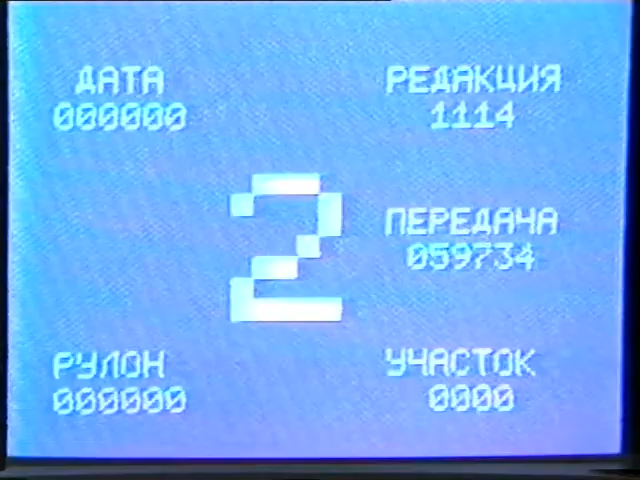 ДАТА
000000
РЕДАКЦИЯ
1114
2
ПЕРЕДАЧА
059734
РУЛОН
000000
УЧАСТОК
0000